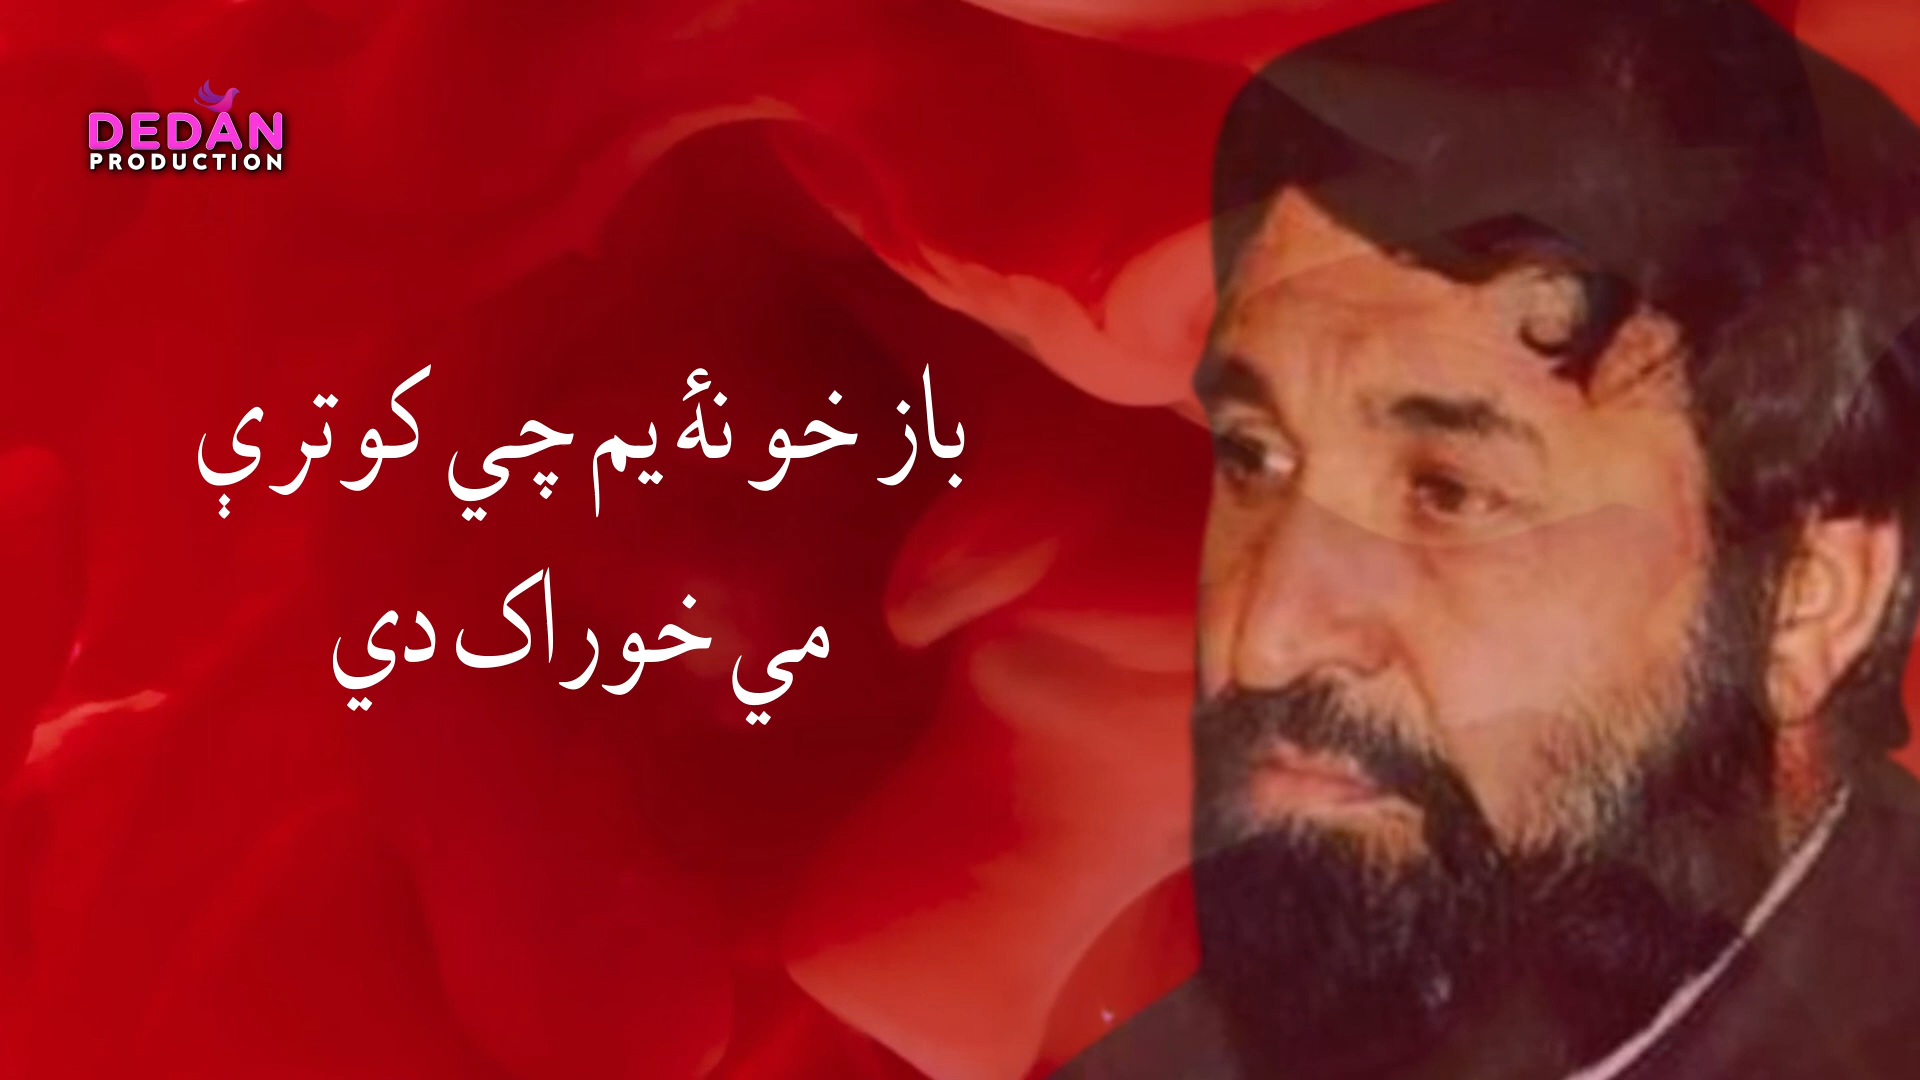 DEDAN
PRODUCTION
باز خو نۀ يم چي کوترې
مي خوراک دي